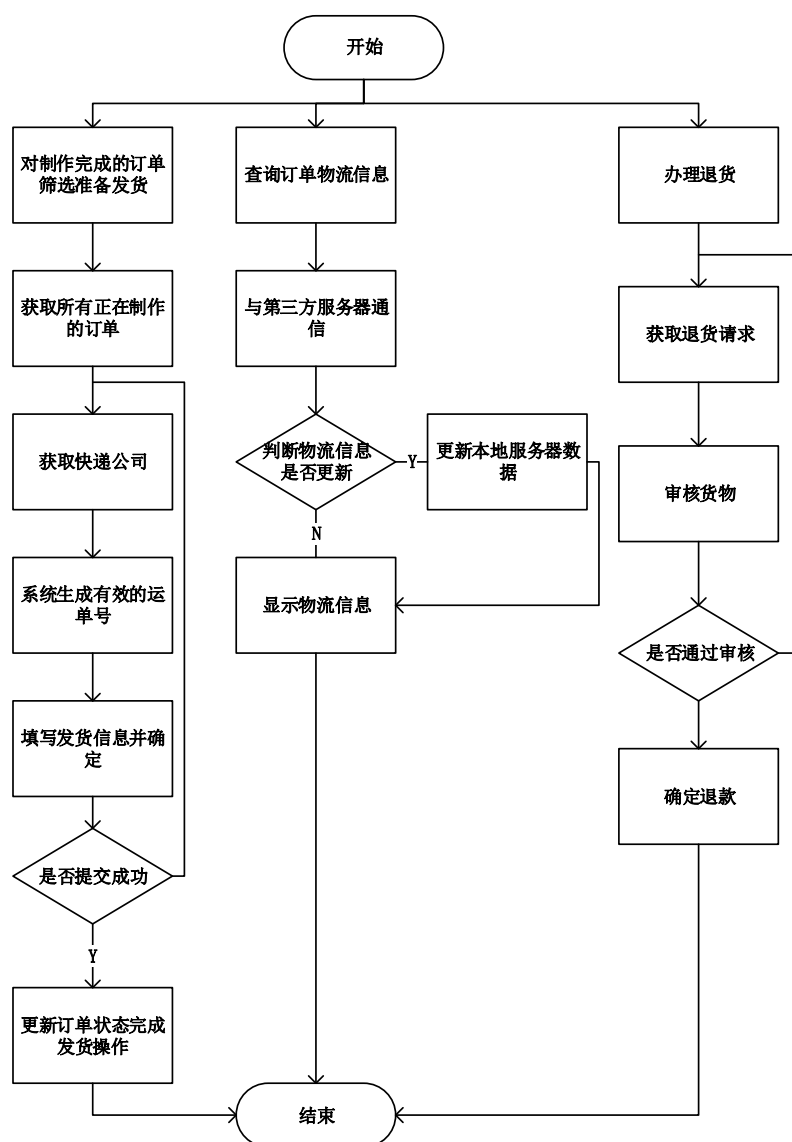 开始
对制作完成的订单
筛选准备发货
获取所有正在制作
的订单
获取快递公司
系统生成有效的运
单号
填写发货信息并确
定
是否提交成功
Y
更新订单状态完成
发货操作
查询订单物流信息
与第三方服务器通
信
判断物流信息
是否更新
Y
更新本地服务器数
据
N
显示物流信息
办理退货
获取退货请求
审核货物
是否通过审核
确定退款
结束